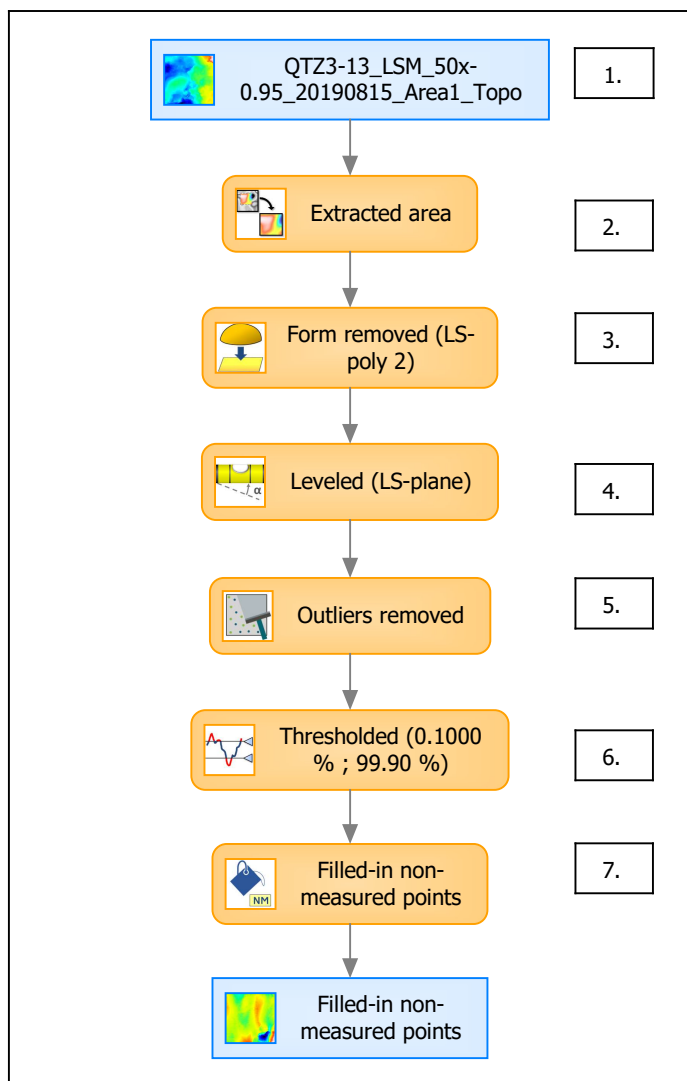 QTZ3-13_LSM_50x-
0.95_20190815_Area1_Topo
1.
Extracted area
2.
Form removed (LS-
poly 2)
3.
α
Leveled (LS-plane)
4.
Outliers removed
5.
Thresholded (0.1000
% ; 99.90 %)
6.
NM
Filled-in non-
measured points
7.
Filled-in non-
measured points